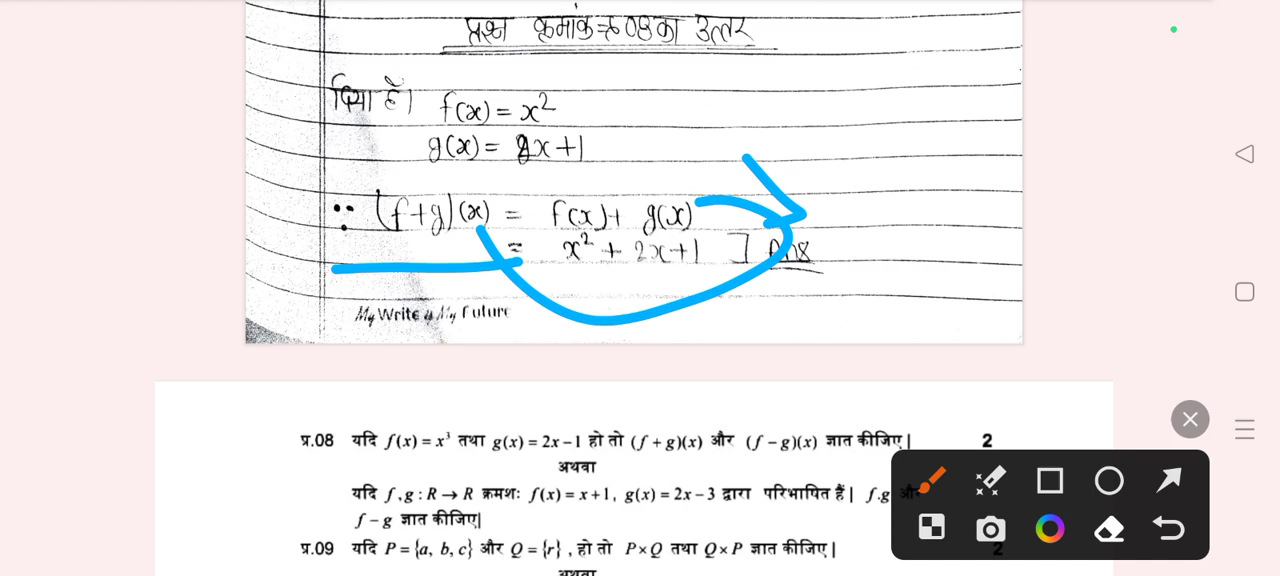 प्रश्न क्रमांक → 08 का उत्तर
दिया है। f(x) = x²
g(x) = 2x+1
∵ (f+g)(x) = f(x)+ g(x)
= x² + 2x+1 ] Ans
My Write is My Future
प्र.08 यदि f(x) = x³ तथा g(x) = 2x−1 हो तो (f + g)(x) और (f − g)(x) ज्ञात कीजिए| 2
अथवा
यदि f,g : R → R क्रमशः f(x) = x+1, g(x) = 2x−3 द्वारा परिभाषित हैं| f.g और
f − g ज्ञात कीजिए|
प्र.09 यदि P = {a, b, c} और Q = {r}, हो तो P×Q तथा Q×P ज्ञात कीजिए| 2
अथवा